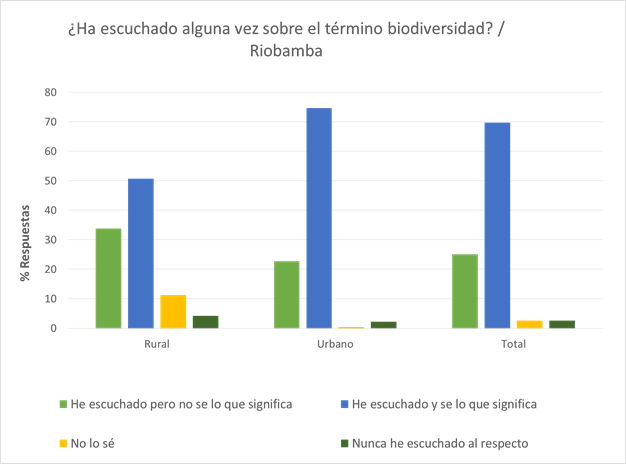 ¿Ha escuchado alguna vez sobre el término biodiversidad? /
Riobamba
% Respuestas
80
70
60
50
40
30
20
10
0
Rural Urbano Total
He escuchado pero no se lo que significa
He escuchado y se lo que significa
No lo sé
Nunca he escuchado al respecto